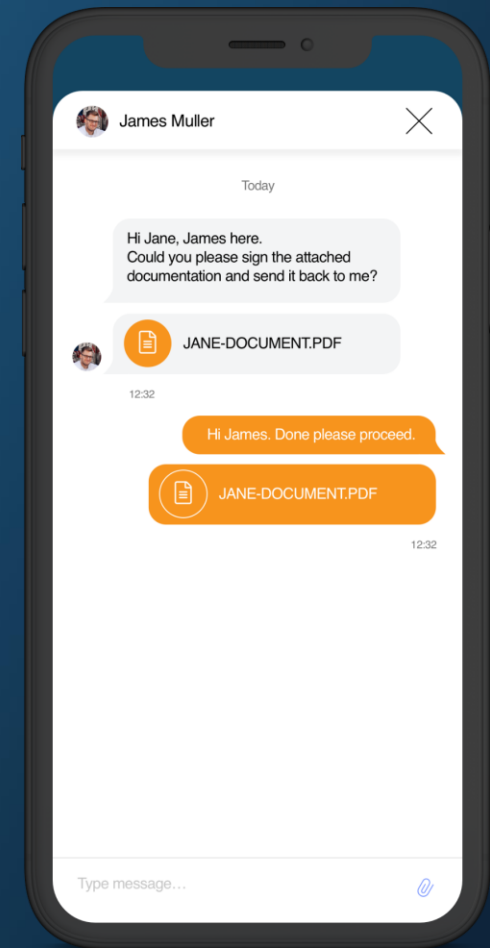 James Muller
Today
Hi Jane, James here.
Could you please sign the attached
documentation and send it back to me?
JANE-DOCUMENT.PDF
12:32
Hi James. Done please proceed.
JANE-DOCUMENT.PDF
12:32
Type message...